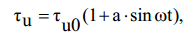 τu = τu0(1+a·sin ωt),